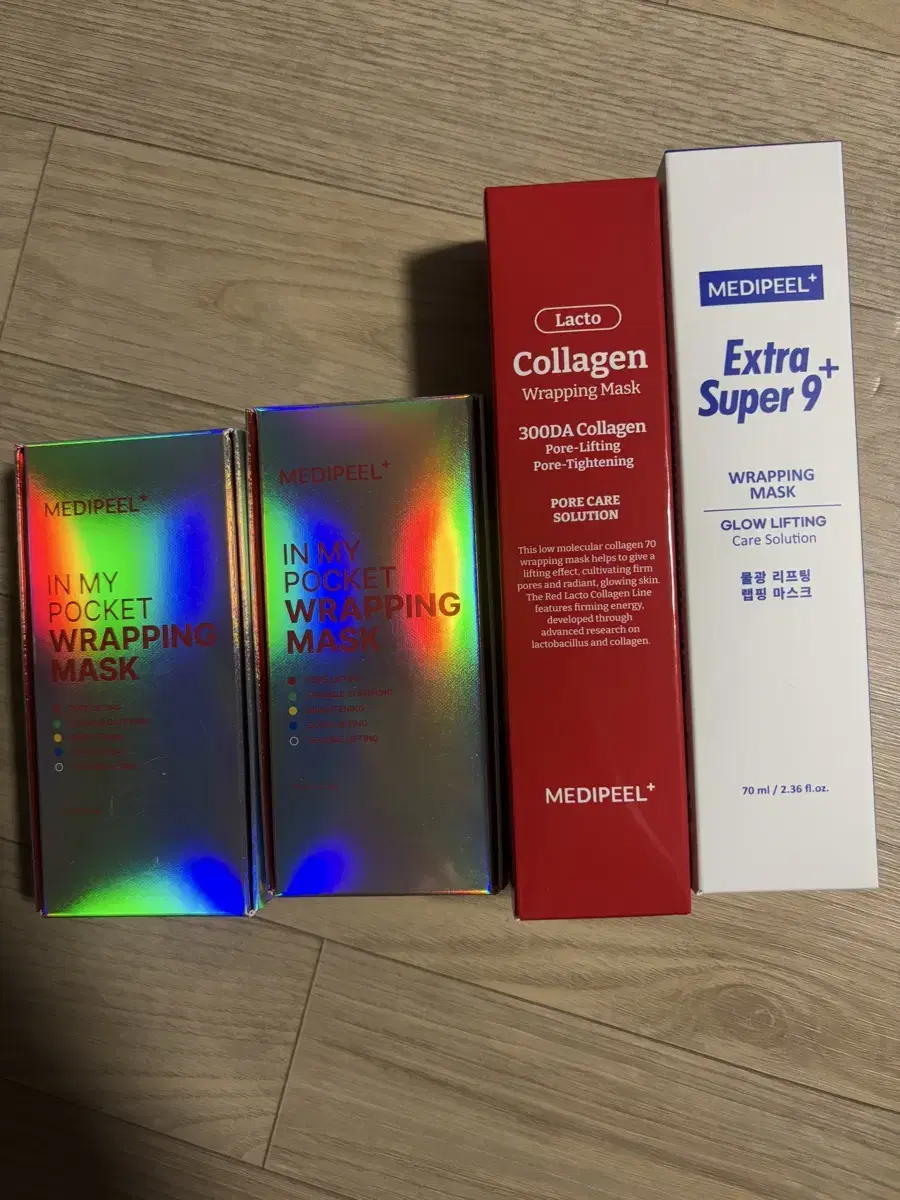 MEDIPEEL+
IN MY
POCKET
WRAPPING
MASK
MEDIPEEL+
IN MY
POCKET
WRAPPING
MASK
Lacto
Collagen
Wrapping Mask
300DA Collagen
Pore-Lifting
Pore-Tightening
PORE CARE
SOLUTION
This low molecular collagen 70
wrapping mask helps to give a
lifting effect, cultivating firm
pores and radiant, glowing skin.
The Red Lacto Collagen Line
features firming energy,
developed through
advanced research on
lactobacillus and collagen.
MEDIPEEL+
MEDIPEEL+
Extra
Super 9+
WRAPPING
MASK
GLOW LIFTING
Care Solution
물광 리프팅
랩핑 마스크
70 ml / 2.36 fl.oz.